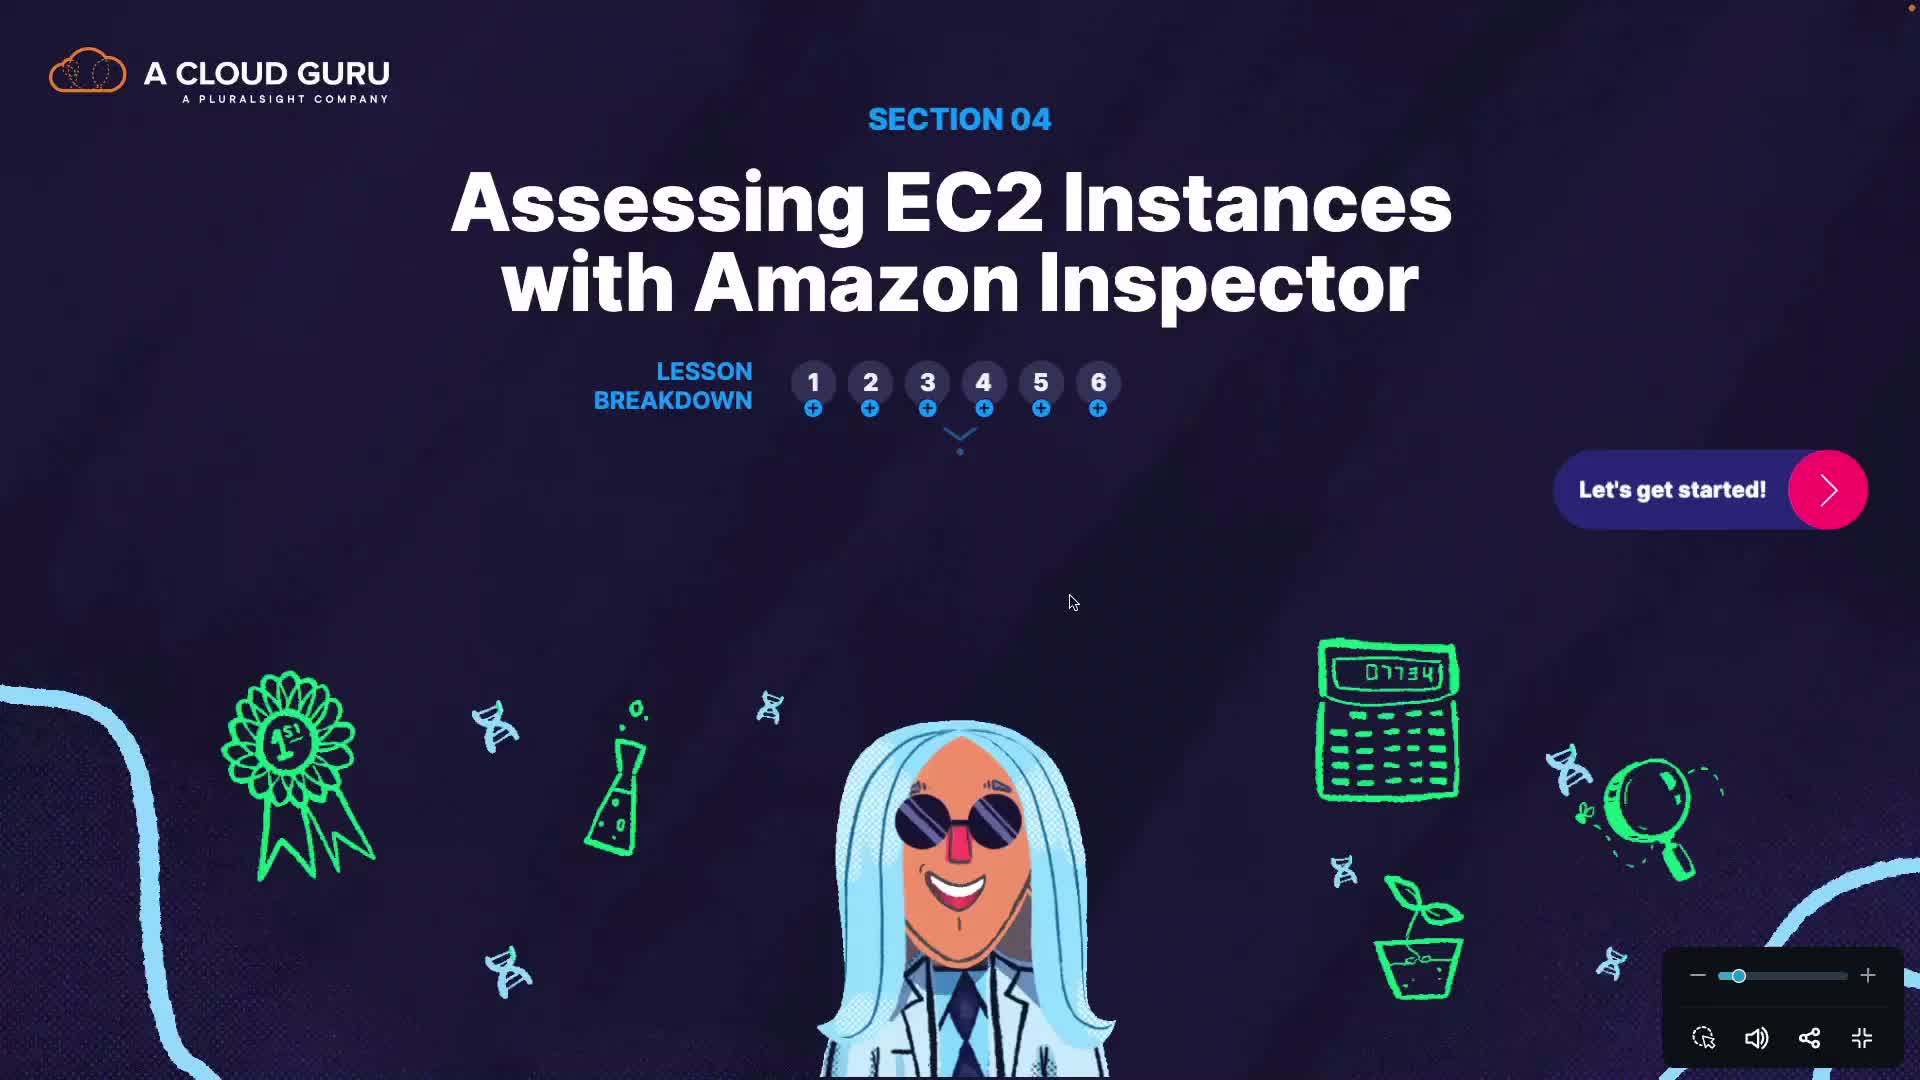 A CLOUD GURU
A PLURALSIGHT COMPANY
SECTION 04
Assessing EC2 Instances
with Amazon Inspector
LESSON
BREAKDOWN
1 2 3 4 5 6
Let's get started!
07734
1ST